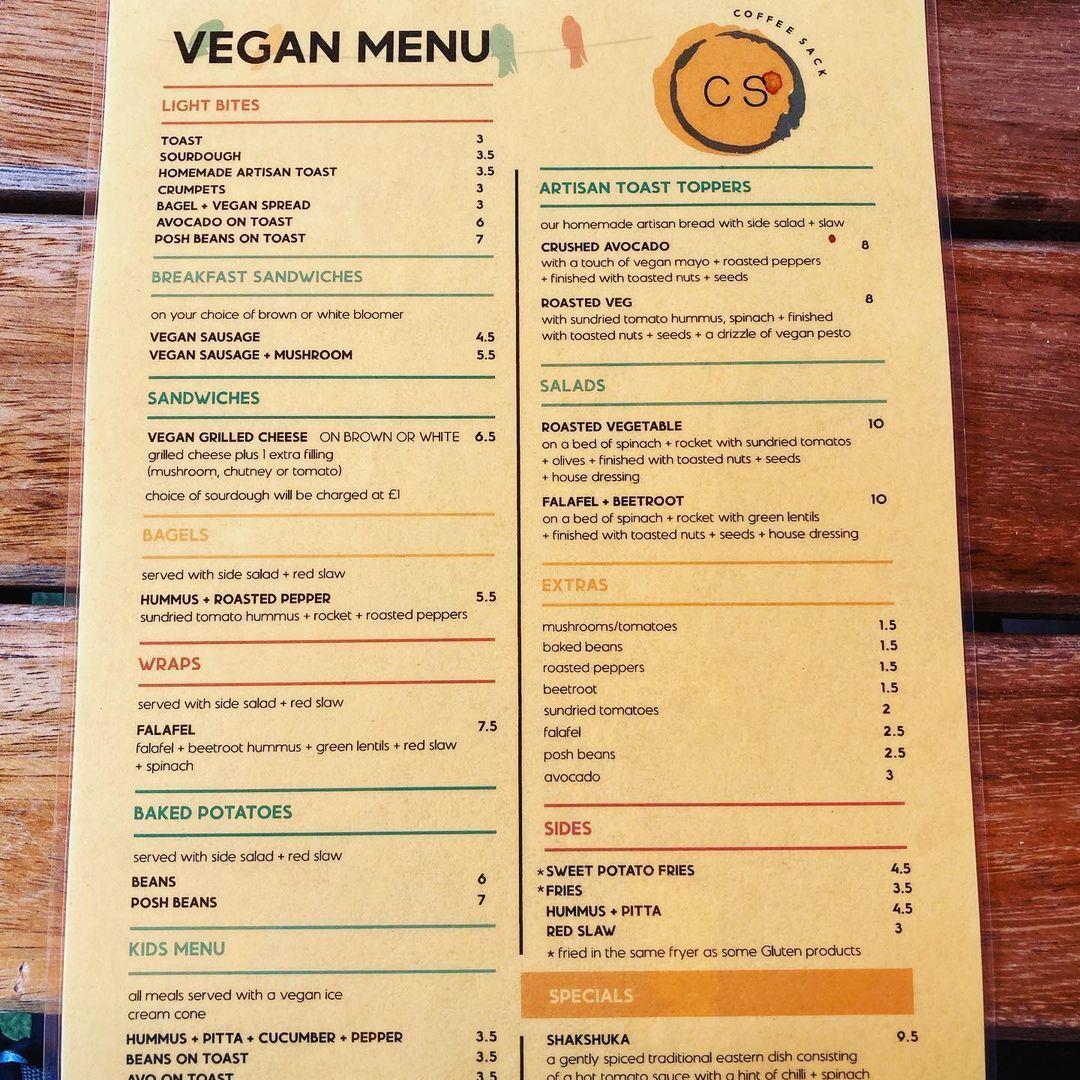 VEGAN MENU
COFFEE SACK
CS
LIGHT BITES
TOAST 3
SOURDOUGH 3.5
HOMEMADE ARTISAN TOAST 3.5
CRUMPETS 3
BAGEL + VEGAN SPREAD 3
AVOCADO ON TOAST 6
POSH BEANS ON TOAST 7
BREAKFAST SANDWICHES
on your choice of brown or white bloomer
VEGAN SAUSAGE 4.5
VEGAN SAUSAGE + MUSHROOM 5.5
SANDWICHES
VEGAN GRILLED CHEESE ON BROWN OR WHITE 6.5
grilled cheese plus 1 extra filling
(mushroom, chutney or tomato)
choice of sourdough will be charged at £1
BAGELS
served with side salad + red slaw
HUMMUS + ROASTED PEPPER 5.5
sundried tomato hummus + rocket + roasted peppers
WRAPS
served with side salad + red slaw
FALAFEL 7.5
falafel + beetroot hummus + green lentils + red slaw
+ spinach
BAKED POTATOES
served with side salad + red slaw
BEANS 6
POSH BEANS 7
KIDS MENU
all meals served with a vegan ice
cream cone
HUMMUS + PITTA + CUCUMBER + PEPPER 3.5
BEANS ON TOAST 3.5
AVO ON TOAST 3.5
ARTISAN TOAST TOPPERS
our homemade artisan bread with side salad + slaw
CRUSHED AVOCADO 8
with a touch of vegan mayo + roasted peppers
+ finished with toasted nuts + seeds
ROASTED VEG 8
with sundried tomato hummus, spinach + finished
with toasted nuts + seeds + a drizzle of vegan pesto
SALADS
ROASTED VEGETABLE 10
on a bed of spinach + rocket with sundried tomatos
+ olives + finished with toasted nuts + seeds
+ house dressing
FALAFEL + BEETROOT 10
on a bed of spinach + rocket with green lentils
+ finished with toasted nuts + seeds + house dressing
EXTRAS
mushrooms/tomatoes 1.5
baked beans 1.5
roasted peppers 1.5
beetroot 1.5
sundried tomatoes 2
falafel 2.5
posh beans 2.5
avocado 3
SIDES
*SWEET POTATO FRIES 4.5
*FRIES 3.5
HUMMUS + PITTA 4.5
RED SLAW 3
* fried in the same fryer as some Gluten products
SPECIALS
SHAKSHUKA 9.5
a gently spiced traditional eastern dish consisting
of a hot tomato sauce with a hint of chilli + spinach